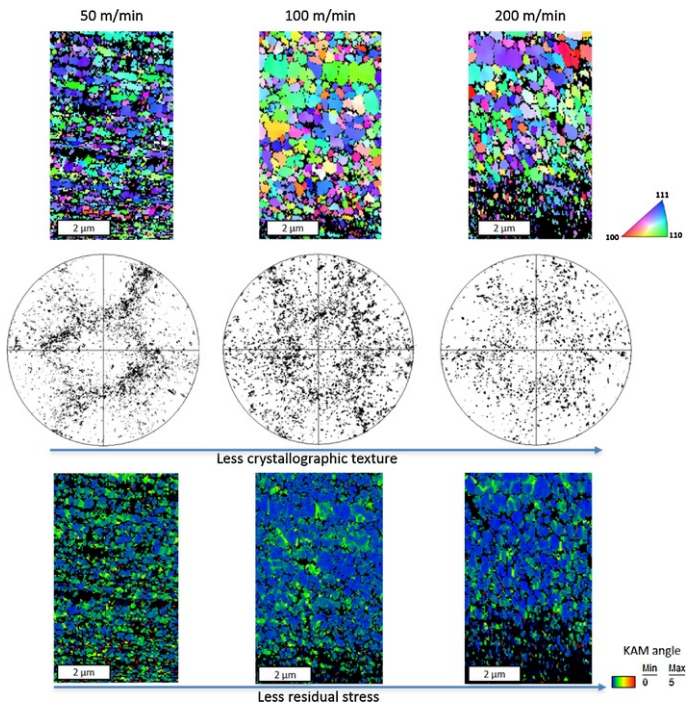 50 m/min 100 m/min 200 m/min
111
2 µm 2 µm 2 µm 100 110
Less crystallographic texture
KAM angle
Min Max
2 µm 2 µm 2 µm 0 5
Less residual stress